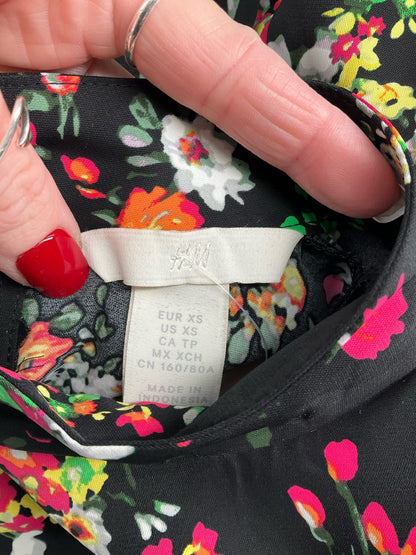 H&M
EUR XS
US XS
CA TP
MX XCH
CN 160/80A
MADE IN
INDONESIA